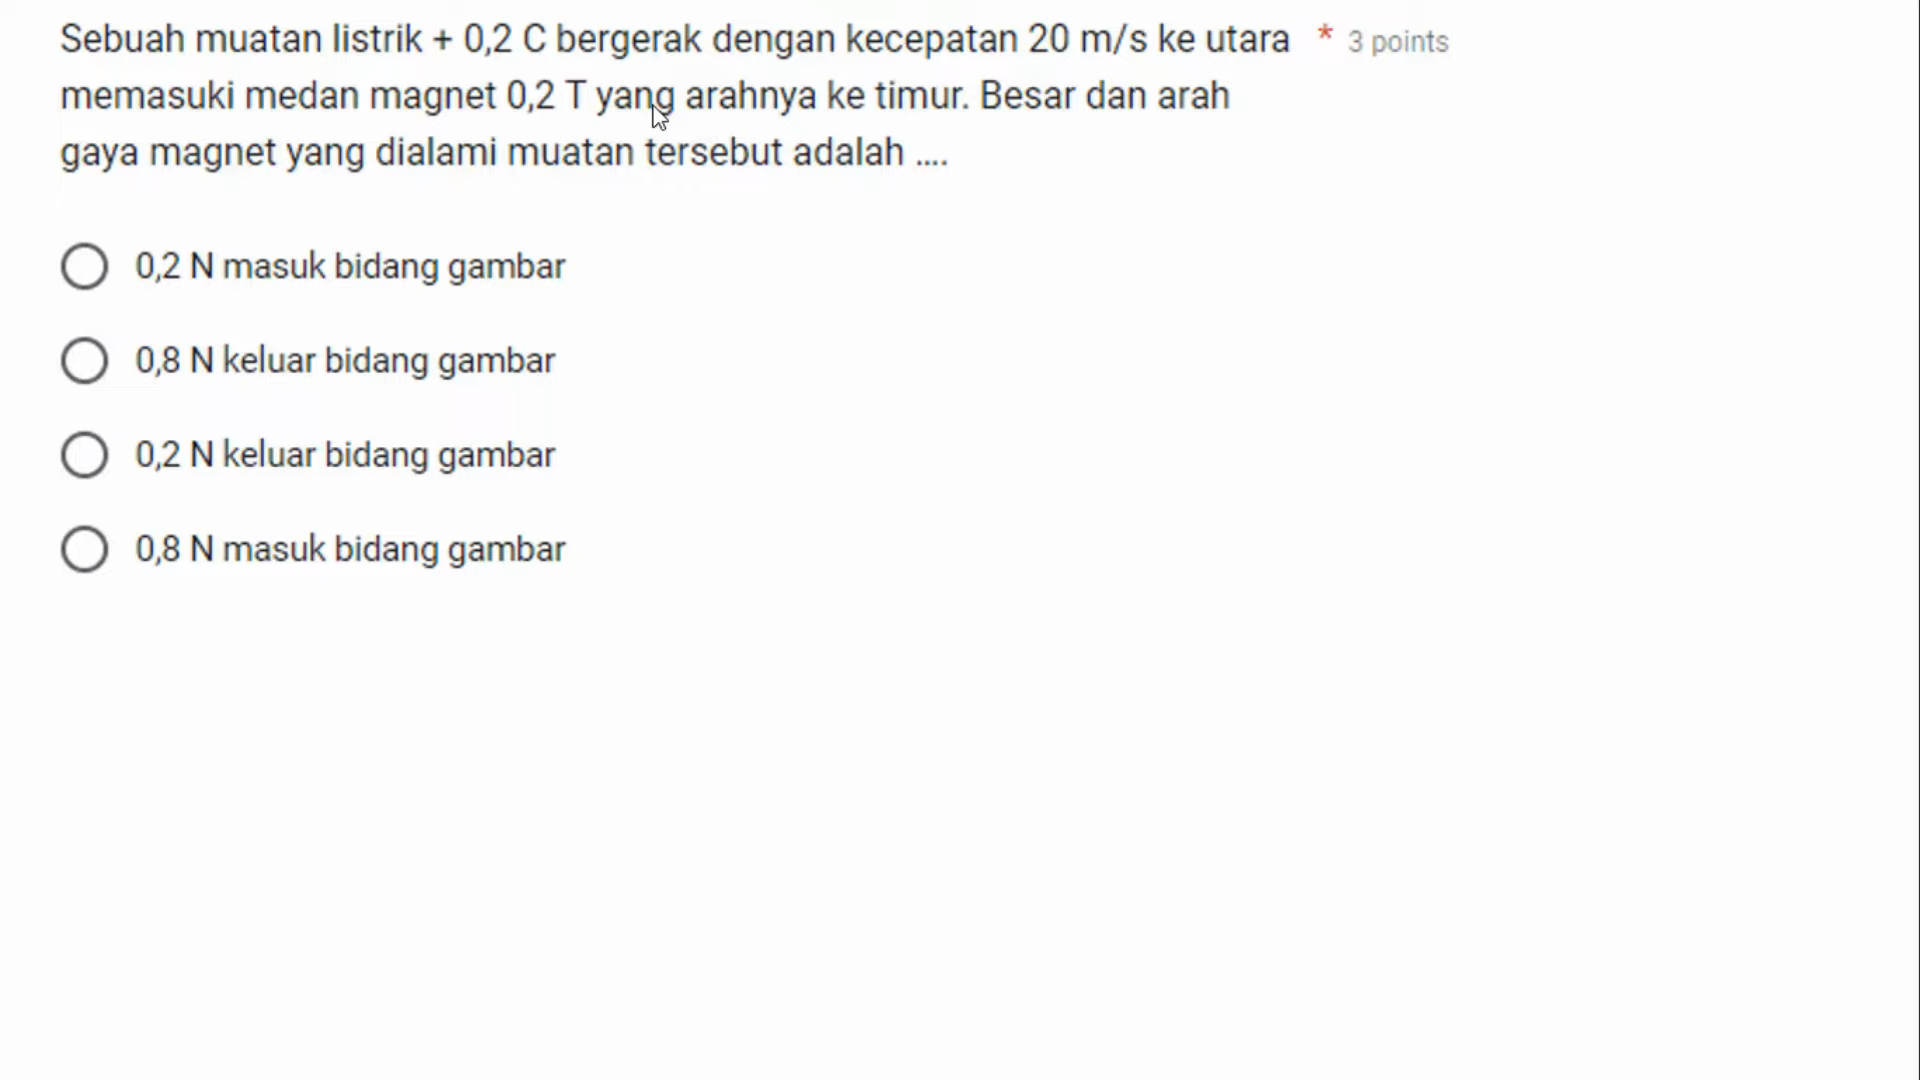 Sebuah muatan listrik + 0,2 C bergerak dengan kecepatan 20 m/s ke utara * 3 points
memasuki medan magnet 0,2 T yang arahnya ke timur. Besar dan arah
gaya magnet yang dialami muatan tersebut adalah ....
0,2 N masuk bidang gambar
0,8 N keluar bidang gambar
0,2 N keluar bidang gambar
0,8 N masuk bidang gambar